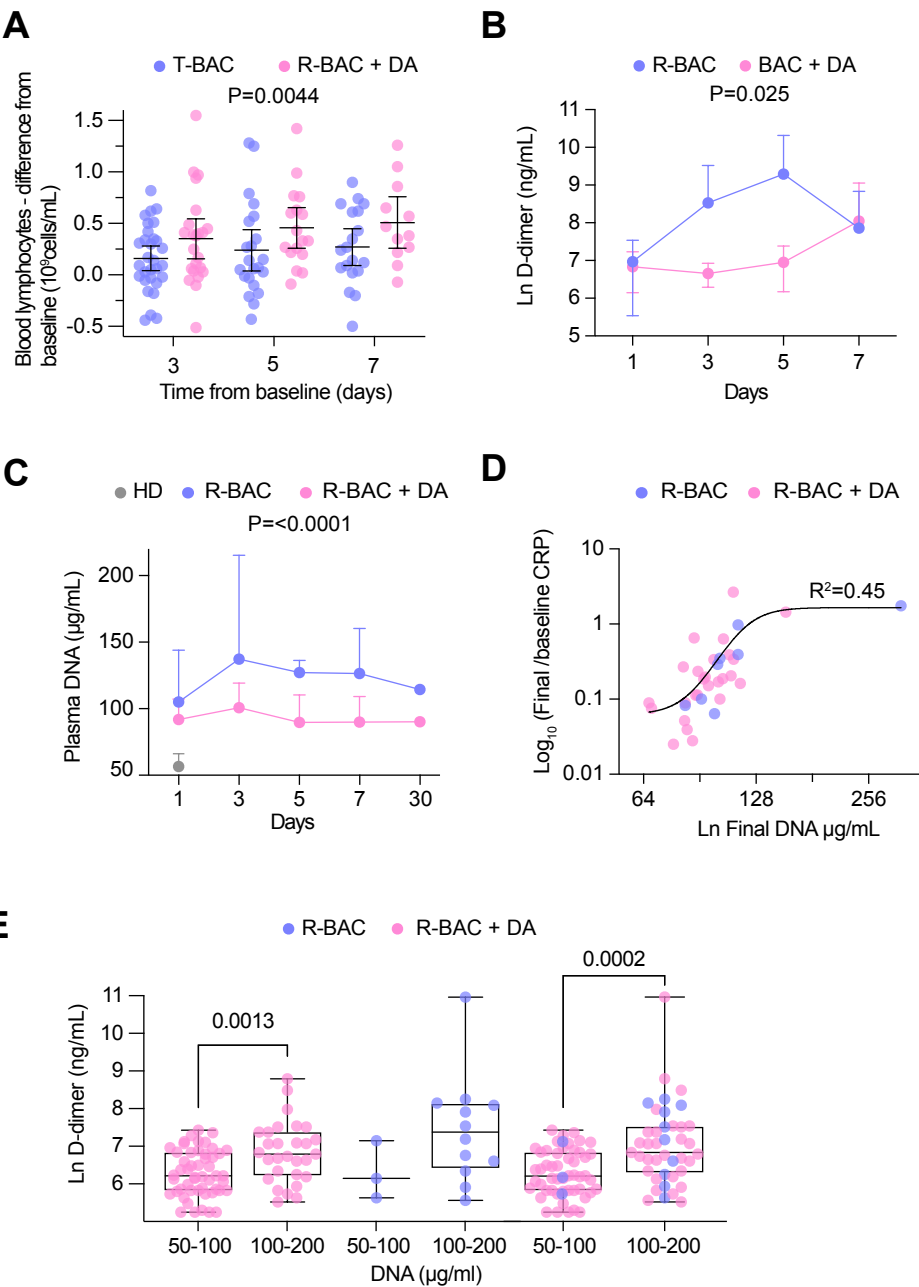 A
T-BAC R-BAC + DA
P=0.0044
Blood lymphocytes - difference from
baseline (10⁹cells/mL)
1.5
1.0
0.5
0.0
-0.5
3 5 7
Time from baseline (days)
B
R-BAC BAC + DA
P=0.025
Ln D-dimer (ng/mL)
11
10
9
8
7
6
5
1 3 5 7
Days
C
HD R-BAC R-BAC + DA
P=<0.0001
Plasma DNA (µg/mL)
200
150
100
50
1 3 5 7 30
Days
D
R-BAC R-BAC + DA
R²=0.45
Log₁₀ (Final /baseline CRP)
10
1
0.1
0.01
64 128 256
Ln Final DNA µg/mL
E
R-BAC R-BAC + DA
0.0013
0.0002
Ln D-dimer (ng/mL)
11
10
9
8
7
6
50-100 100-200 50-100 100-200 50-100 100-200
DNA (µg/ml)